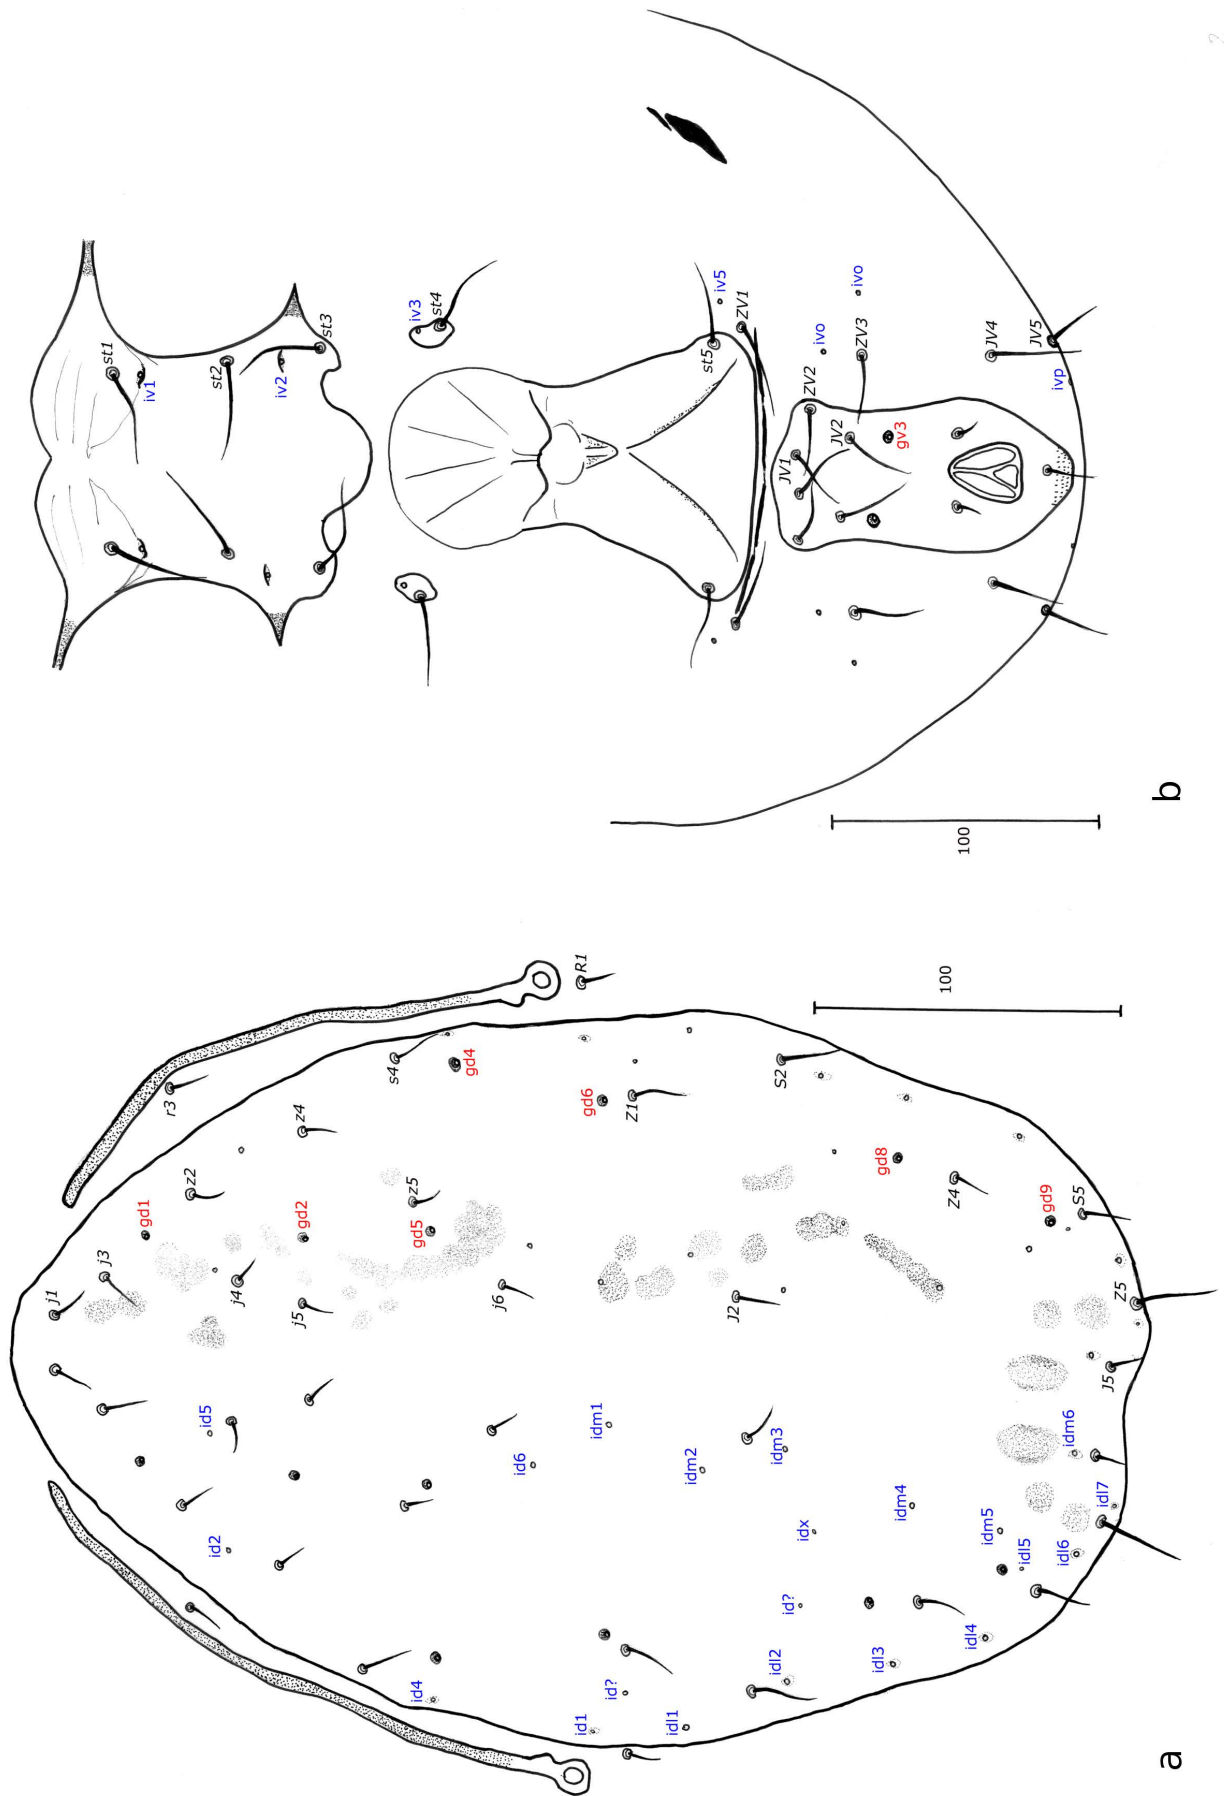 j1
j3
gd1
r3
z2
j4
id5
id2
gd2
z4
j5
s4
z5
gd5
gd4
id4
j6
id6
R1
gd6
id1
idm1
id?
Z1
idl1
idm2
J2
S2
idm3
idl2
idx
id?
gd8
idm4
idl3
Z4
idm5
idl4
gd9
idl5
S5
idm6
idl6
Z5
idl7
J5
100
a
st1
iv1
st2
iv2
st3
iv3
st4
st5
iv5
ZV1
JV1
ZV2
ivo
ivo
JV2
ZV3
gv3
JV4
JV5
ivp
100
b